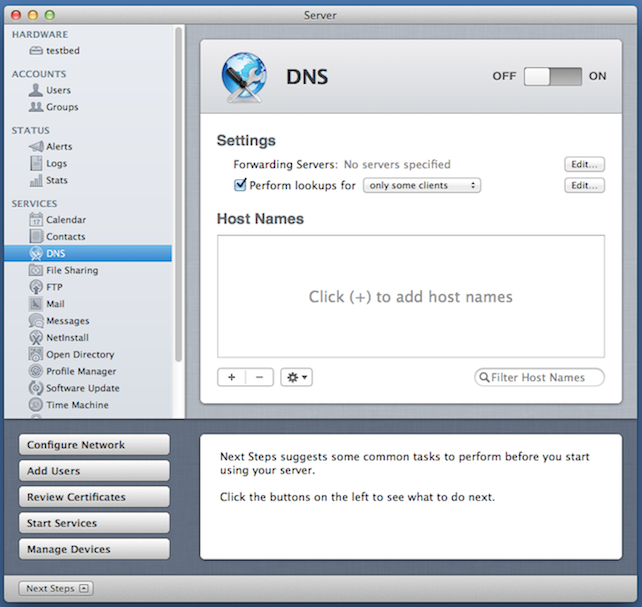 Server
HARDWARE
testbed
ACCOUNTS
Users
Groups
STATUS
Alerts
Logs
Stats
SERVICES
Calendar
Contacts
DNS
File Sharing
FTP
Mail
Messages
NetInstall
Open Directory
Profile Manager
Software Update
Time Machine
DNS
OFF ON
Settings
Forwarding Servers: No servers specified Edit...
Perform lookups for only some clients Edit...
Host Names
Click (+) to add host names
Filter Host Names
Configure Network
Add Users
Review Certificates
Start Services
Manage Devices
Next Steps suggests some common tasks to perform before you start
using your server.
Click the buttons on the left to see what to do next.
Next Steps